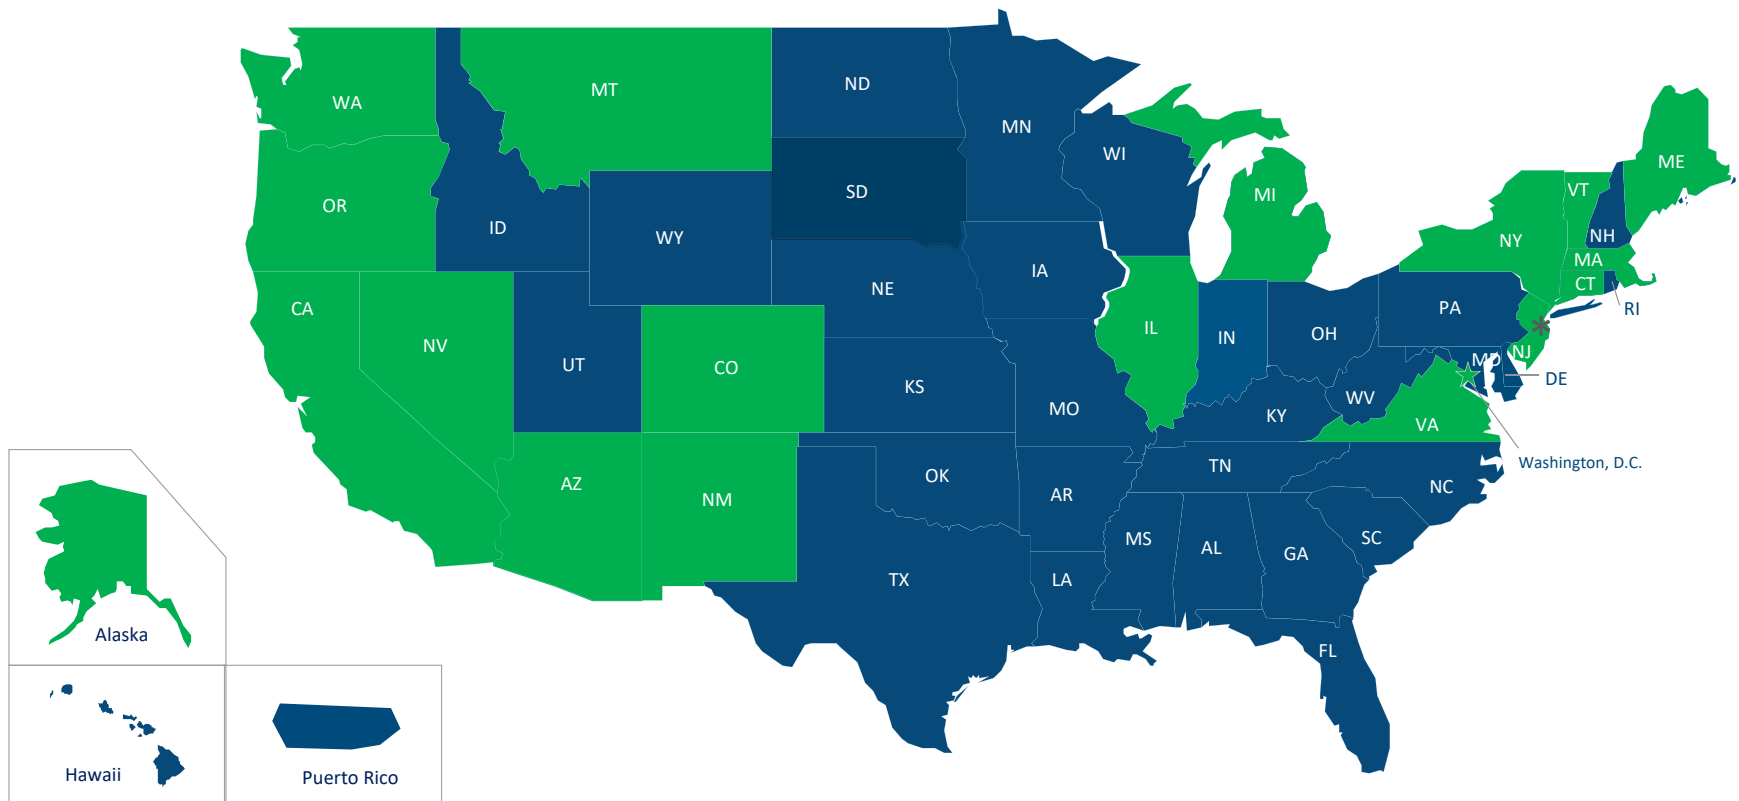 ND
MT
WA
MN
WI
ME
VT
SD
MI
OR
ID
NH
WY
NY
MA
IA
CT
NE
CA
PA
RI
IL
OH
IN
NV
NJ
MD
UT
CO
DE
KS
WV
MO
KY
VA
Washington, D.C.
TN
OK
AZ
NC
AR
NM
SC
MS
AL
GA
TX
LA
Alaska
FL
Hawaii
Puerto Rico